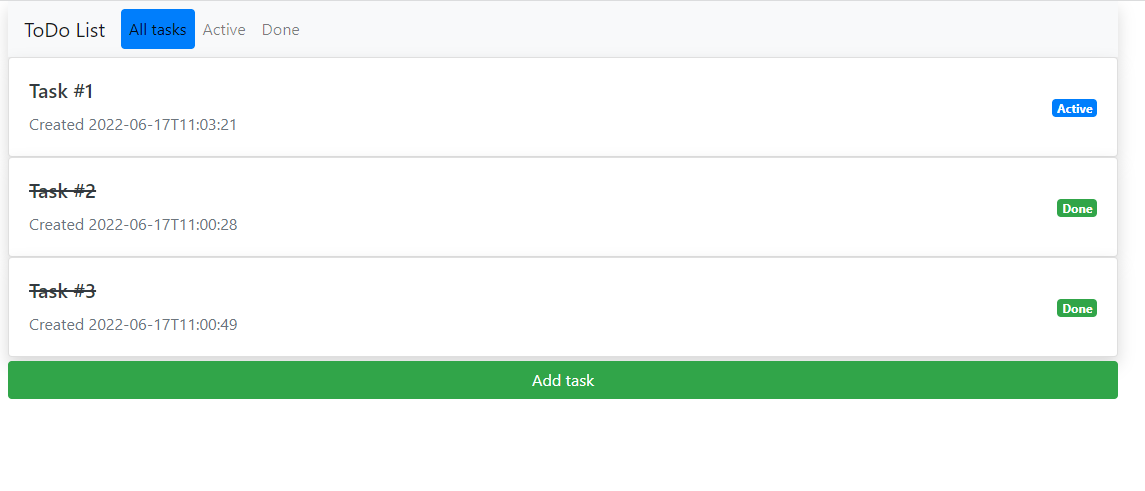 ToDo List All tasks Active Done
Task #1
Created 2022-06-17T11:03:21
Active
Task #2
Created 2022-06-17T11:00:28
Done
Task #3
Created 2022-06-17T11:00:49
Done
Add task